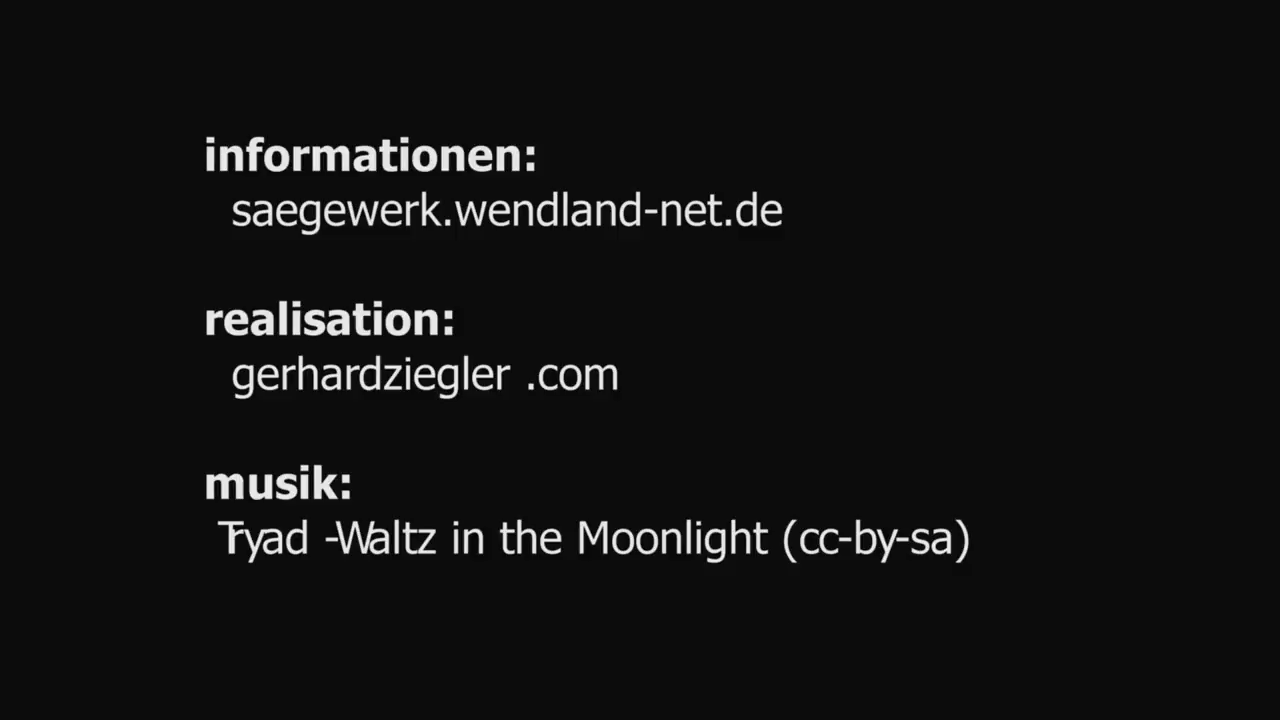 informationen:
saegewerk.wendland-net.de
realisation:
gerhardziegler .com
musik:
Tryad -Waltz in the Moonlight (cc-by-sa)